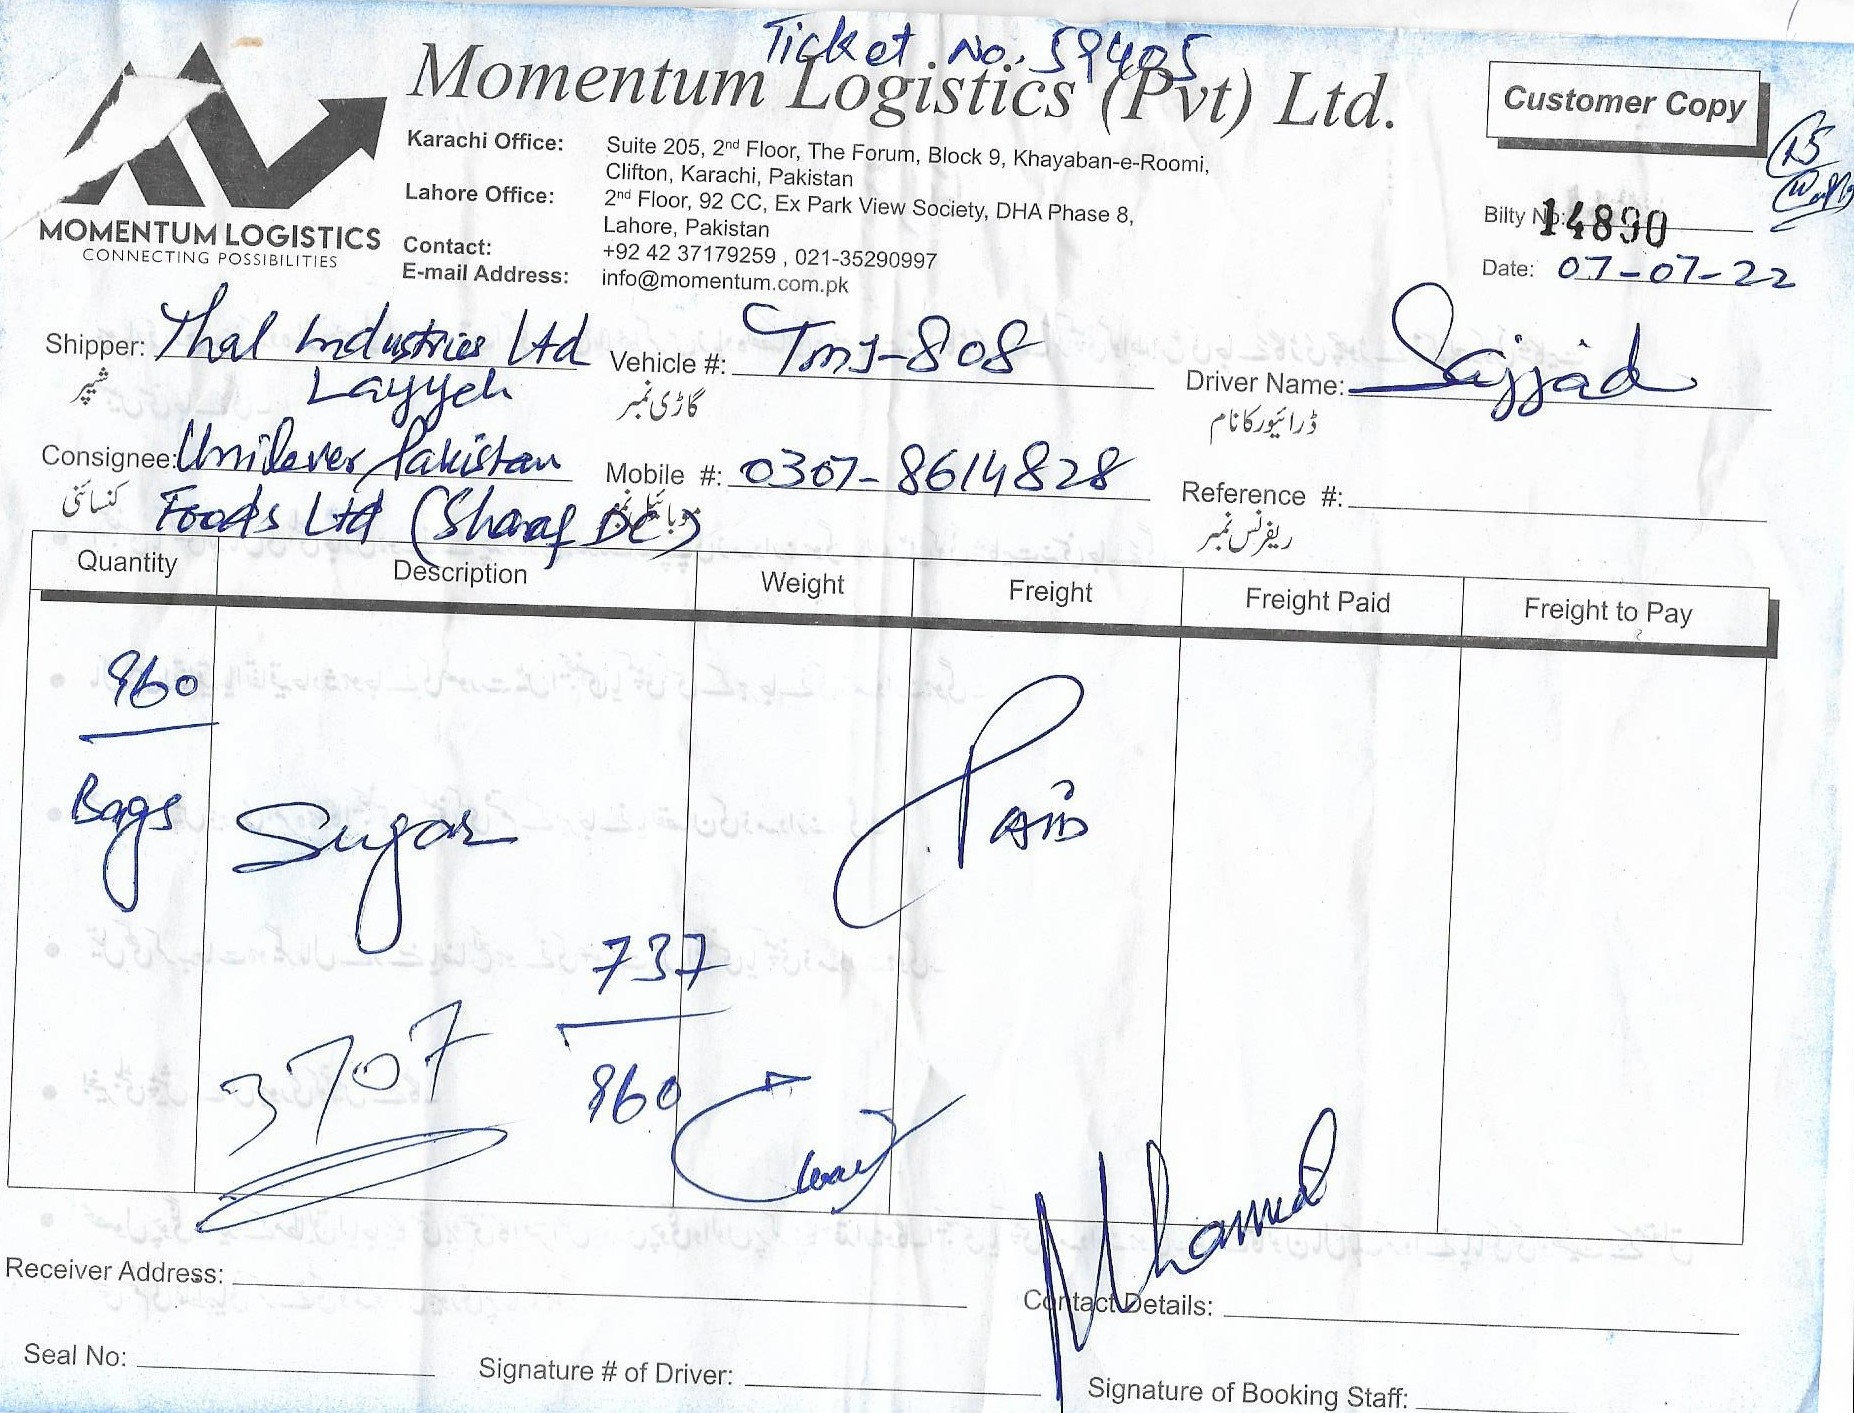 Ticket No. 59405
Momentum Logistics (Pvt) Ltd.
Customer Copy
MOMENTUM LOGISTICS
CONNECTING POSSIBILITIES
Karachi Office: Suite 205, 2nd Floor, The Forum, Block 9, Khayaban-e-Roomi,
Clifton, Karachi, Pakistan
Lahore Office: 2nd Floor, 92 CC, Ex Park View Society, DHA Phase 8,
Lahore, Pakistan
Contact: +92 42 37179259 , 021-35290997
E-mail Address: info@momentum.com.pk
Bilty No: 14890
Date: 07-07-22
Shipper: Thal Industries Ltd Vehicle #: TMJ-808 Driver Name: Sajjad
شیپر Layyeh گاڑی نمبر ڈرائیور کا نام
Consignee: Unilever Pakistan Mobile #: 0307-8614828 Reference #:
کنسائنی Foods Ltd (Sharaf DC) موبائل نمبر ریفرنس نمبر
Quantity Description Weight Freight Freight Paid Freight to Pay
960
Bags Sugar Paid
737
3707 960
Receiver Address: Contact Details:
Seal No: Signature # of Driver: Signature of Booking Staff: